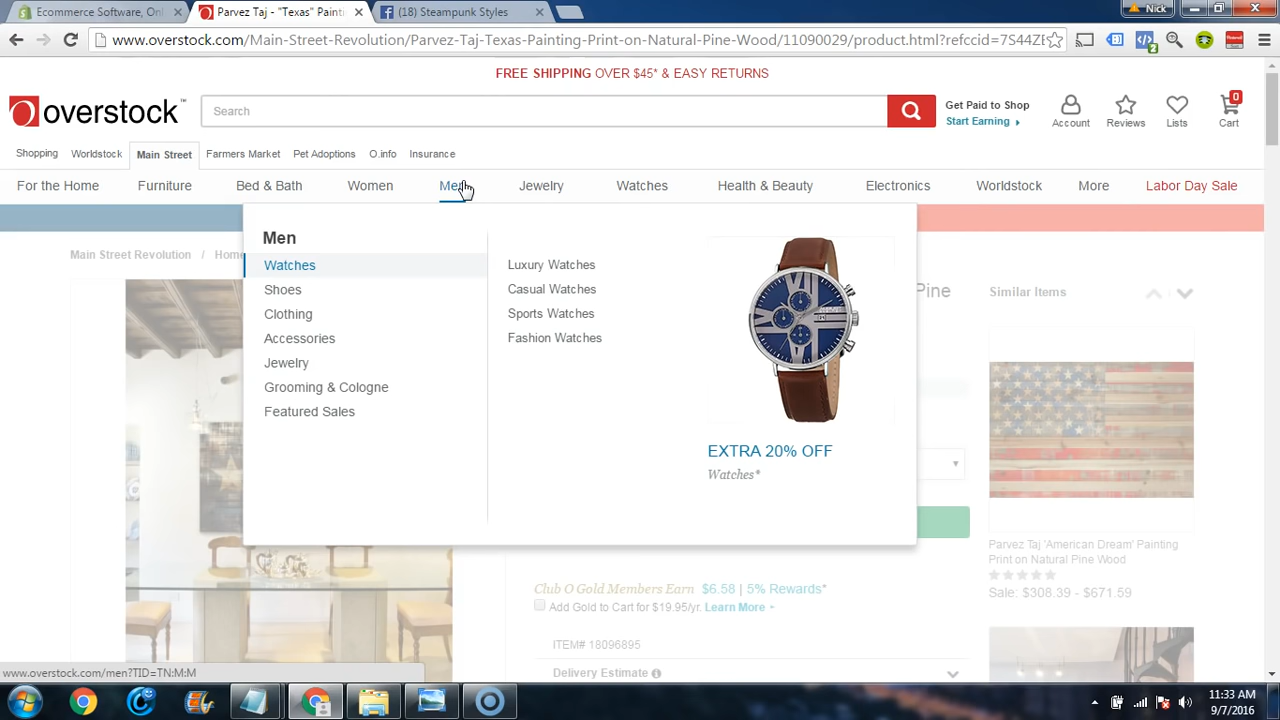 Ecommerce Software, Onl
Parvez Taj - "Texas" Painti
(18) Steampunk Styles
Nick
www.overstock.com/Main-Street-Revolution/Parvez-Taj-Texas-Painting-Print-on-Natural-Pine-Wood/11090029/product.html?refccid=7S44ZE
2
FREE SHIPPING OVER $45* & EASY RETURNS
overstock™
Search
Get Paid to Shop
Start Earning
Account
Reviews
Lists
0
Cart
Shopping
Worldstock
Main Street
Farmers Market
Pet Adoptions
O.info
Insurance
For the Home
Furniture
Bed & Bath
Women
Men
Jewelry
Watches
Health & Beauty
Electronics
Worldstock
More
Labor Day Sale
Main Street Revolution / Home
Men
Watches
Shoes
Clothing
Accessories
Jewelry
Grooming & Cologne
Featured Sales
Luxury Watches
Casual Watches
Sports Watches
Fashion Watches
EXTRA 20% OFF
Watches*
Pine
Similar Items
Parvez Taj 'American Dream' Painting
Print on Natural Pine Wood
Sale: $308.39 - $671.59
Club O Gold Members Earn $6.58 | 5% Rewards*
Add Gold to Cart for $19.95/yr. Learn More
ITEM# 18096895
Delivery Estimate
www.overstock.com/men?TID=TN:M:M
11:33 AM
9/7/2016